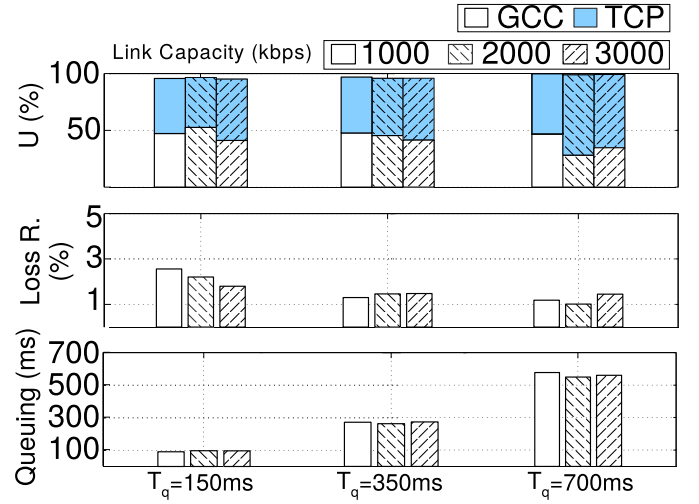 GCC TCP
Link Capacity (kbps) 1000 2000 3000
U (%)
100
50
Loss R.
(%)
5
3
1
Queuing (ms)
700
500
300
100
Tq=150ms Tq=350ms Tq=700ms